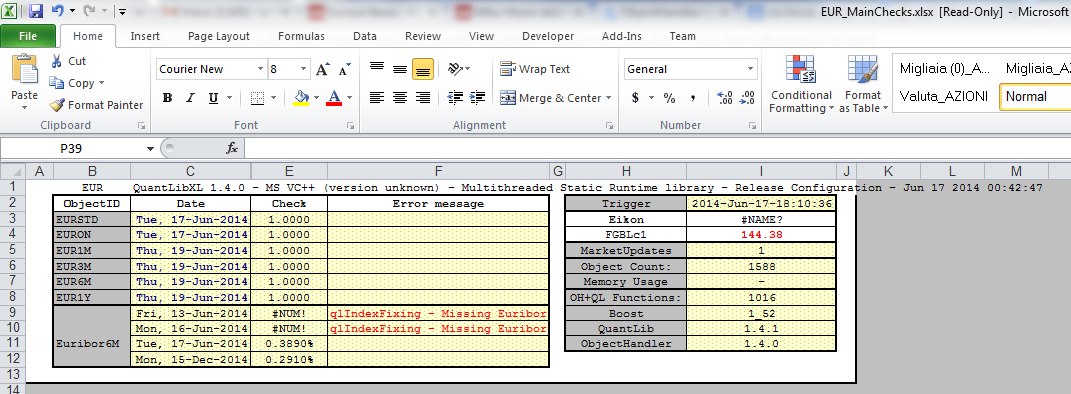 EUR_MainChecks.xlsx [Read-Only] - Microsoft
File Home Insert Page Layout Formulas Data Review View Developer Add-Ins Team
Paste Cut Copy Format Painter Clipboard
Courier New 8 A A B I U A Font
Wrap Text Merge & Center Alignment
General $ % , .0 .00 .00 .0 Number
Conditional Formatting Format as Table
Migliaia (0)_A... Migliaia_AZ
Valuta_AZIONI Normal
P39 fx
A B C E F G H I J K L M
1 EUR QuantLibXL 1.4.0 - MS VC++ (version unknown) - Multithreaded Static Runtime library - Release Configuration - Jun 17 2014 00:42:47
2 ObjectID Date Check Error message Trigger 2014-Jun-17-18:10:36
3 EURSTD Tue, 17-Jun-2014 1.0000 Eikon #NAME?
4 EURON Tue, 17-Jun-2014 1.0000 FGBLc1 144.38
5 EUR1M Thu, 19-Jun-2014 1.0000 MarketUpdates 1
6 EUR3M Thu, 19-Jun-2014 1.0000 Object Count: 1588
7 EUR6M Thu, 19-Jun-2014 1.0000 Memory Usage -
8 EUR1Y Thu, 19-Jun-2014 1.0000 OH+QL Functions: 1016
9 Fri, 13-Jun-2014 #NUM! qlIndexFixing - Missing Euribor Boost 1_52
10 Mon, 16-Jun-2014 #NUM! qlIndexFixing - Missing Euribor QuantLib 1.4.1
11 Euribor6M Tue, 17-Jun-2014 0.3890% ObjectHandler 1.4.0
12 Mon, 15-Dec-2014 0.2910%
13
14